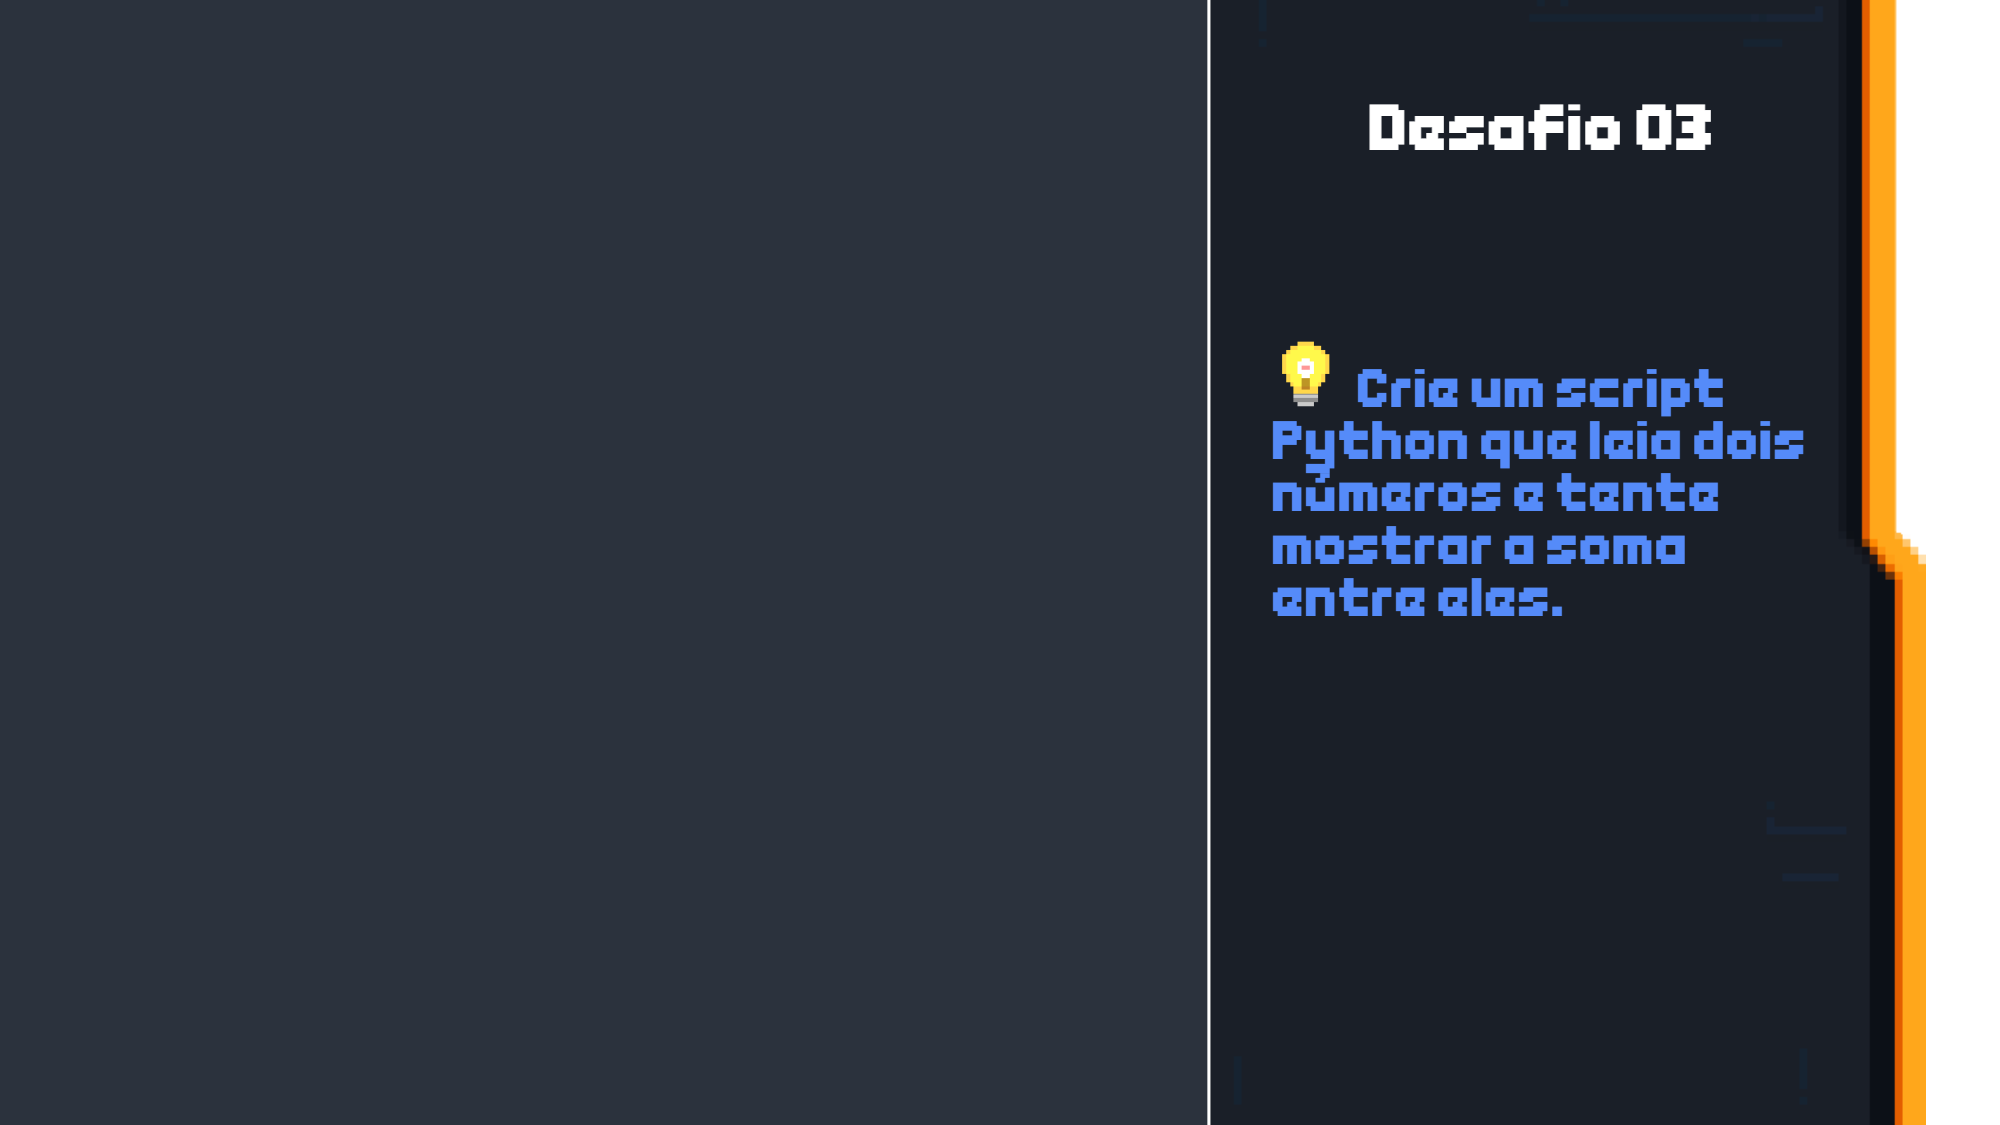 Desafio 03
Crie um script
Python que leia dois
números e tente
mostrar a soma
entre eles.